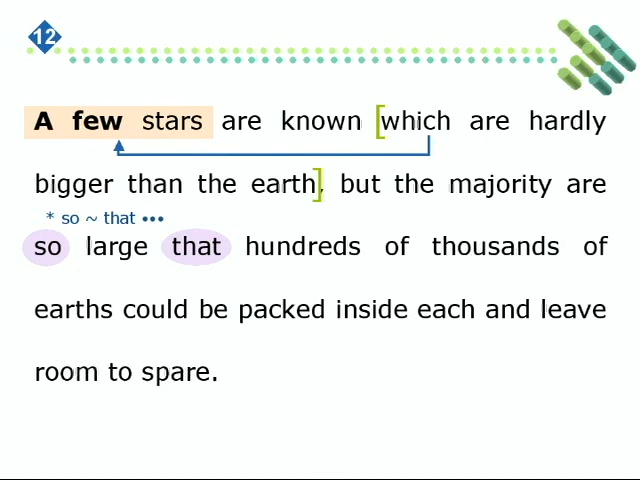 12
A few stars are known [which are hardly
bigger than the earth], but the majority are
* so ~ that •••
so large that hundreds of thousands of
earths could be packed inside each and leave
room to spare.